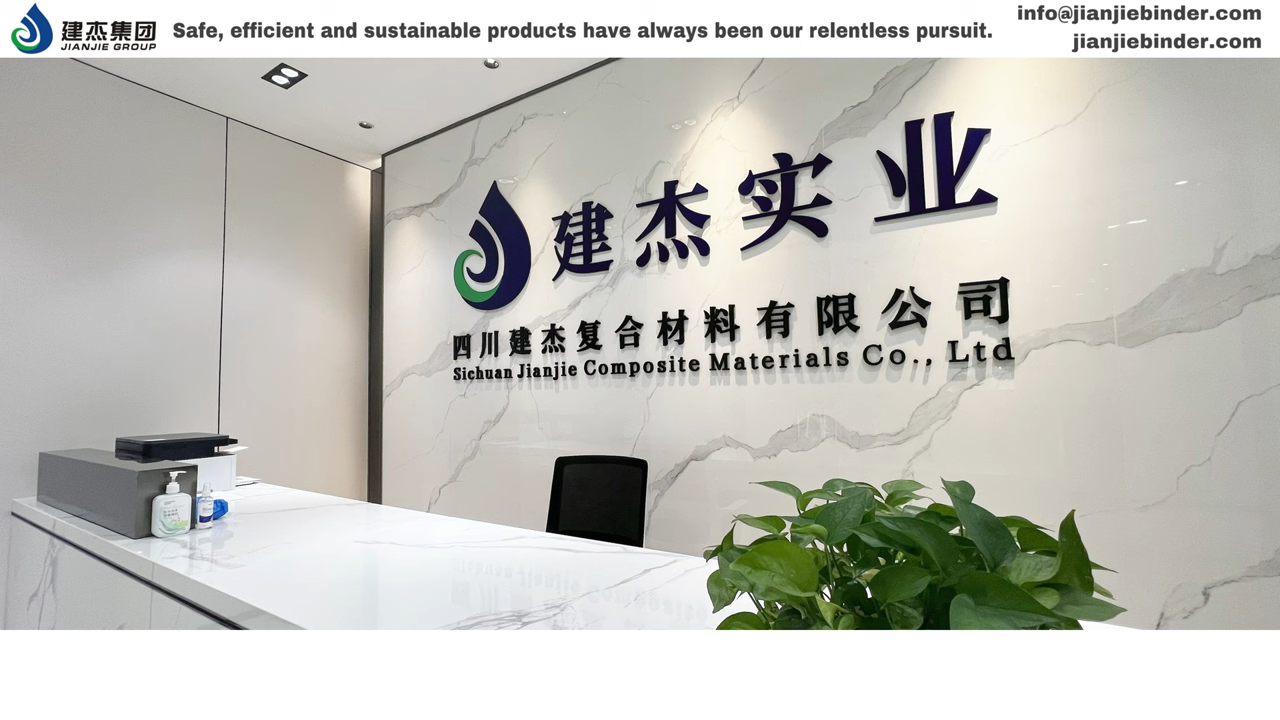 建杰集团
JIANJIE GROUP
Safe, efficient and sustainable products have always been our relentless pursuit.
info@jianjiebinder.com
jianjiebinder.com
建杰实业
四川建杰复合材料有限公司
Sichuan Jianjie Composite Materials Co., Ltd